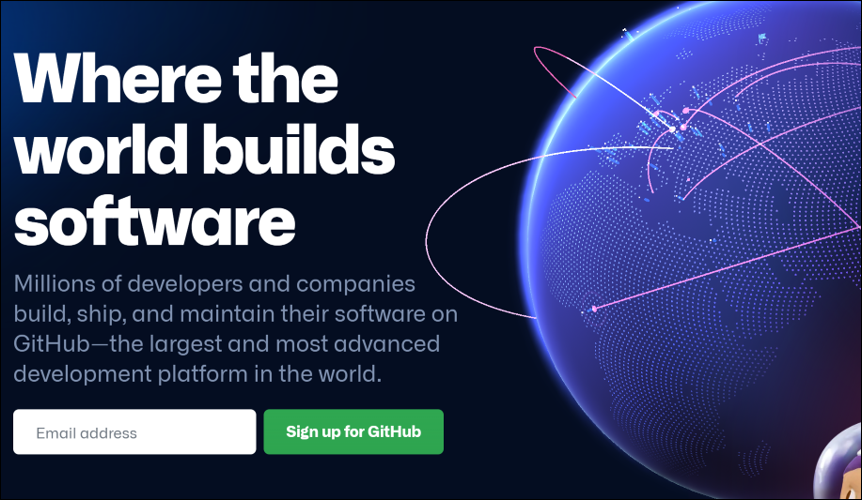 Where the
world builds
software
Millions of developers and companies
build, ship, and maintain their software on
GitHub—the largest and most advanced
development platform in the world.
Email address
Sign up for GitHub